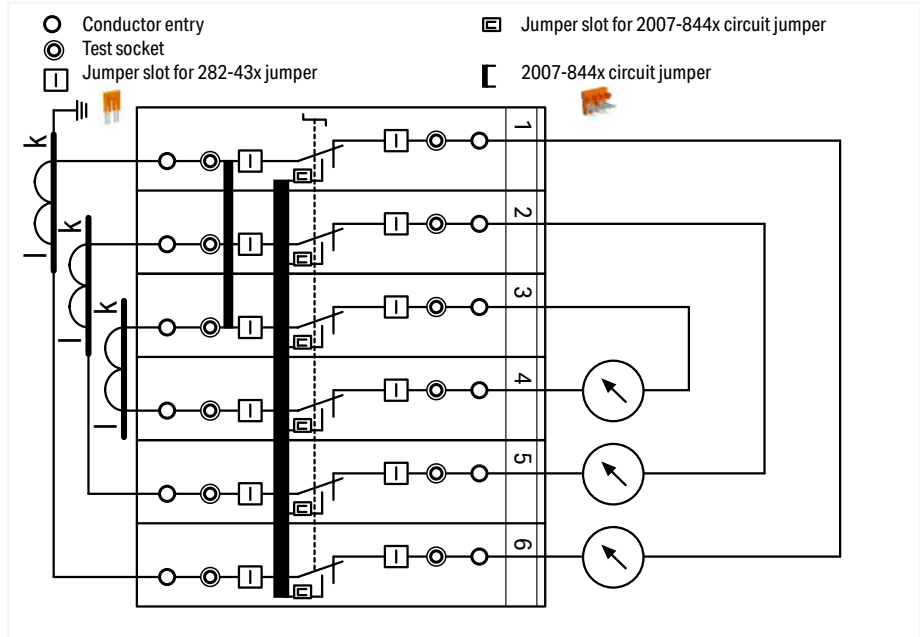 Conductor entry
Test socket
Jumper slot for 282-43x jumper
Jumper slot for 2007-844x circuit jumper
2007-844x circuit jumper
k
l
k
l
k
l
1
2
3
4
5
6